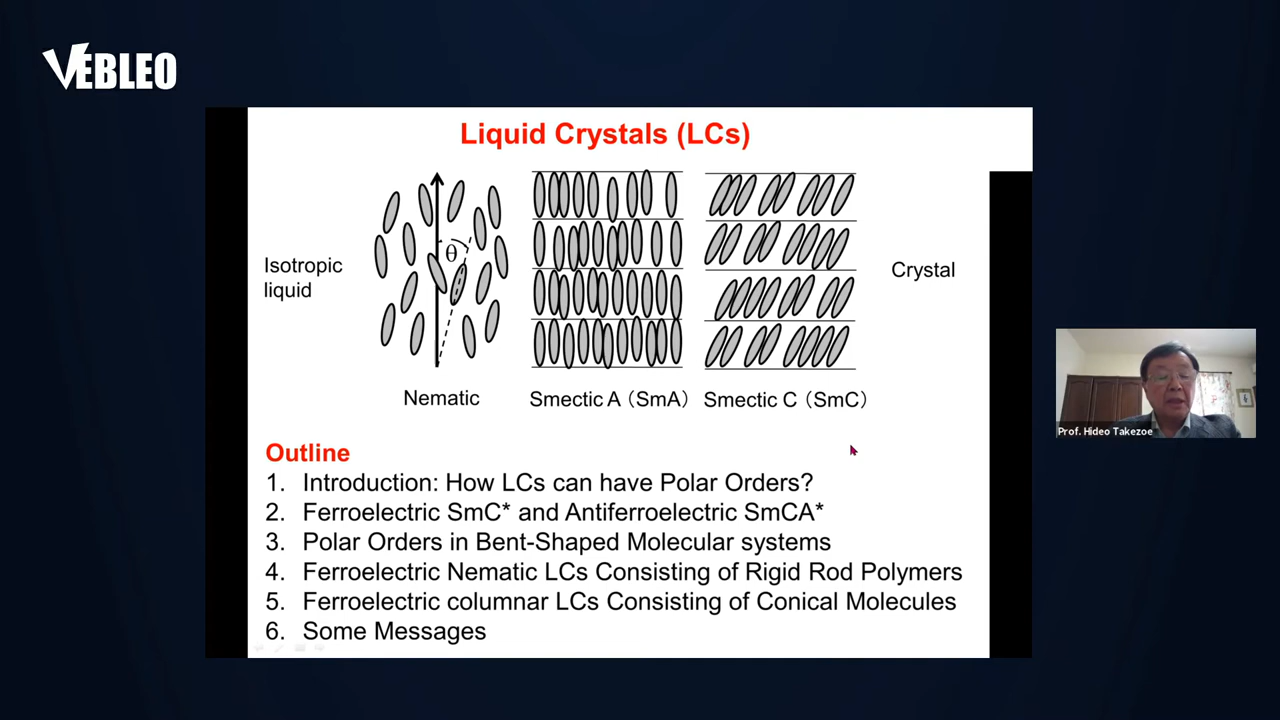 VEBLEO
Liquid Crystals (LCs)
θ
Isotropic
liquid
Crystal
Nematic
Smectic A（SmA）
Smectic C（SmC）
Outline
1. Introduction: How LCs can have Polar Orders?
2. Ferroelectric SmC* and Antiferroelectric SmCA*
3. Polar Orders in Bent-Shaped Molecular systems
4. Ferroelectric Nematic LCs Consisting of Rigid Rod Polymers
5. Ferroelectric columnar LCs Consisting of Conical Molecules
6. Some Messages
Prof. Hideo Takezoe